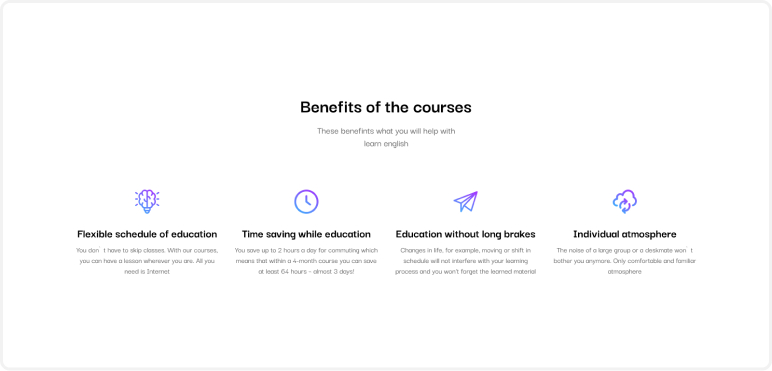 Benefits of the courses
These benefints what you will help with
learn english
Flexible schedule of education
You don`t have to skip classes. With our courses,
you can have a lesson wherever you are. All you
need is Internet
Time saving while education
You save up to 2 hours a day for commuting which
means that within a 4-month course you can save
at least 64 hours – almost 3 days!
Education without long brakes
Changes in life, for example, moving or shift in
schedule will not interfere with your learning
process and you won't forget the learned material
Individual atmosphere
The noise of a large group or a deskmate won`t
bother you anymore. Only comfortable and familiar
atmosphere